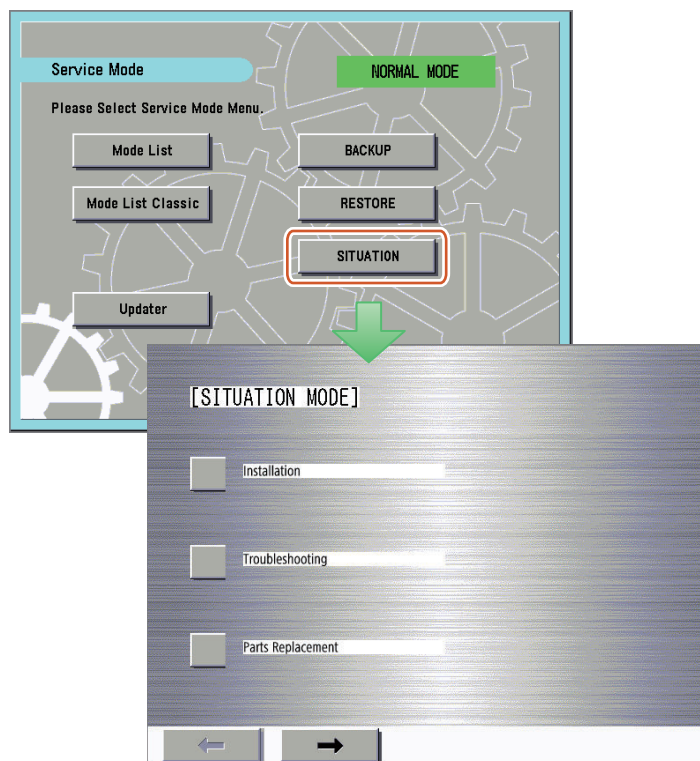 Service Mode
NORMAL MODE
Please Select Service Mode Menu.
Mode List
BACKUP
Mode List Classic
RESTORE
SITUATION
Updater
[SITUATION MODE]
Installation
Troubleshooting
Parts Replacement